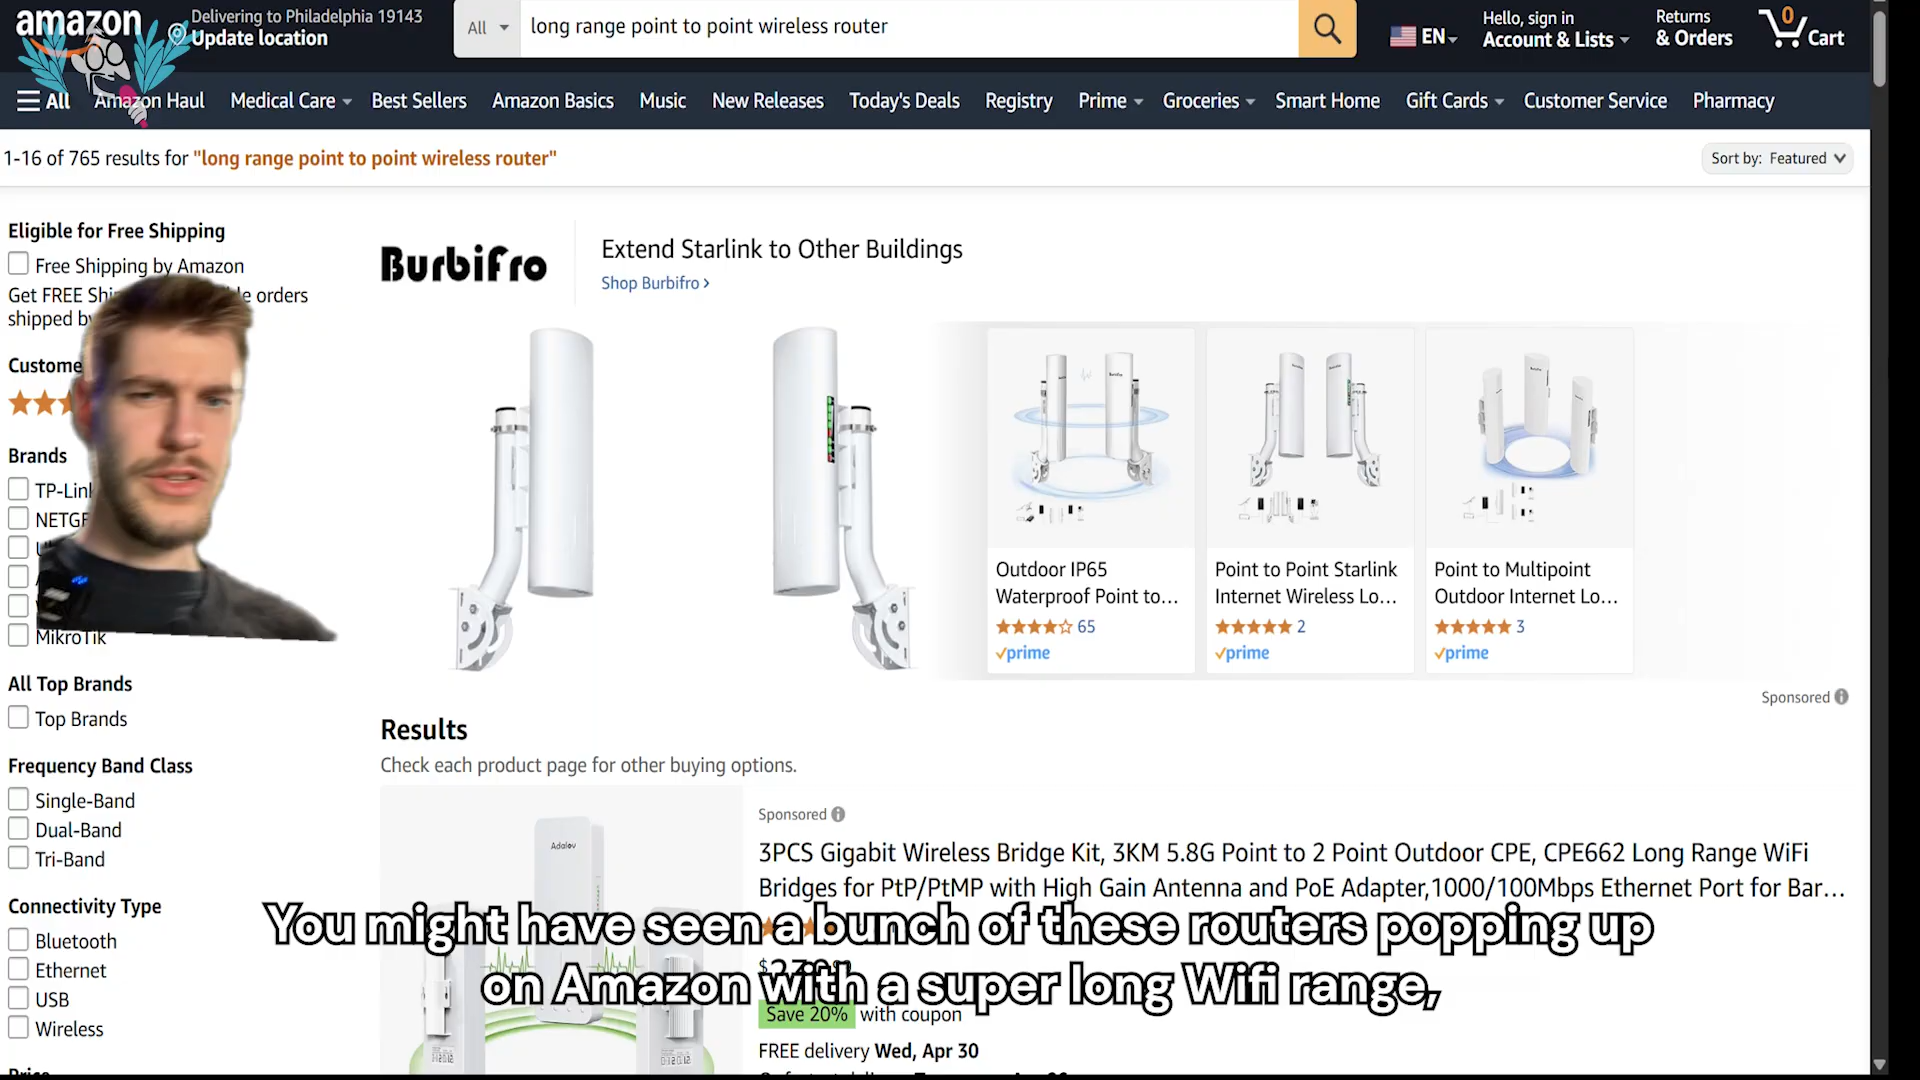 amazon
Delivering to Philadelphia 19143
Update location
All
long range point to point wireless router
EN
Hello, sign in
Account & Lists
Returns
& Orders
0
Cart
All
Amazon Haul
Medical Care
Best Sellers
Amazon Basics
Music
New Releases
Today's Deals
Registry
Prime
Groceries
Smart Home
Gift Cards
Customer Service
Pharmacy
1-16 of 765 results for "long range point to point wireless router"
Sort by: Featured
Eligible for Free Shipping
Free Shipping by Amazon
Get FREE orders
shipped
Brands
MikroTik
All Top Brands
Top Brands
Frequency Band Class
Single-Band
Dual-Band
Tri-Band
Connectivity Type
Bluetooth
Ethernet
USB
Wireless
BurbiFro
Extend Starlink to Other Buildings
Shop Burbifro ›
Outdoor IP65
Waterproof Point to...
65
prime
Point to Point Starlink
Internet Wireless Lo...
2
prime
Point to Multipoint
Outdoor Internet Lo...
3
prime
Sponsored
Results
Check each product page for other buying options.
Adalov
Sponsored
3PCS Gigabit Wireless Bridge Kit, 3KM 5.8G Point to 2 Point Outdoor CPE, CPE662 Long Range WiFi
Bridges for PtP/PtMP with High Gain Antenna and PoE Adapter,1000/100Mbps Ethernet Port for Bar...
You might have seen a bunch of these routers popping up
on Amazon with a super long Wifi range,
Save 20% with coupon
FREE delivery Wed, Apr 30